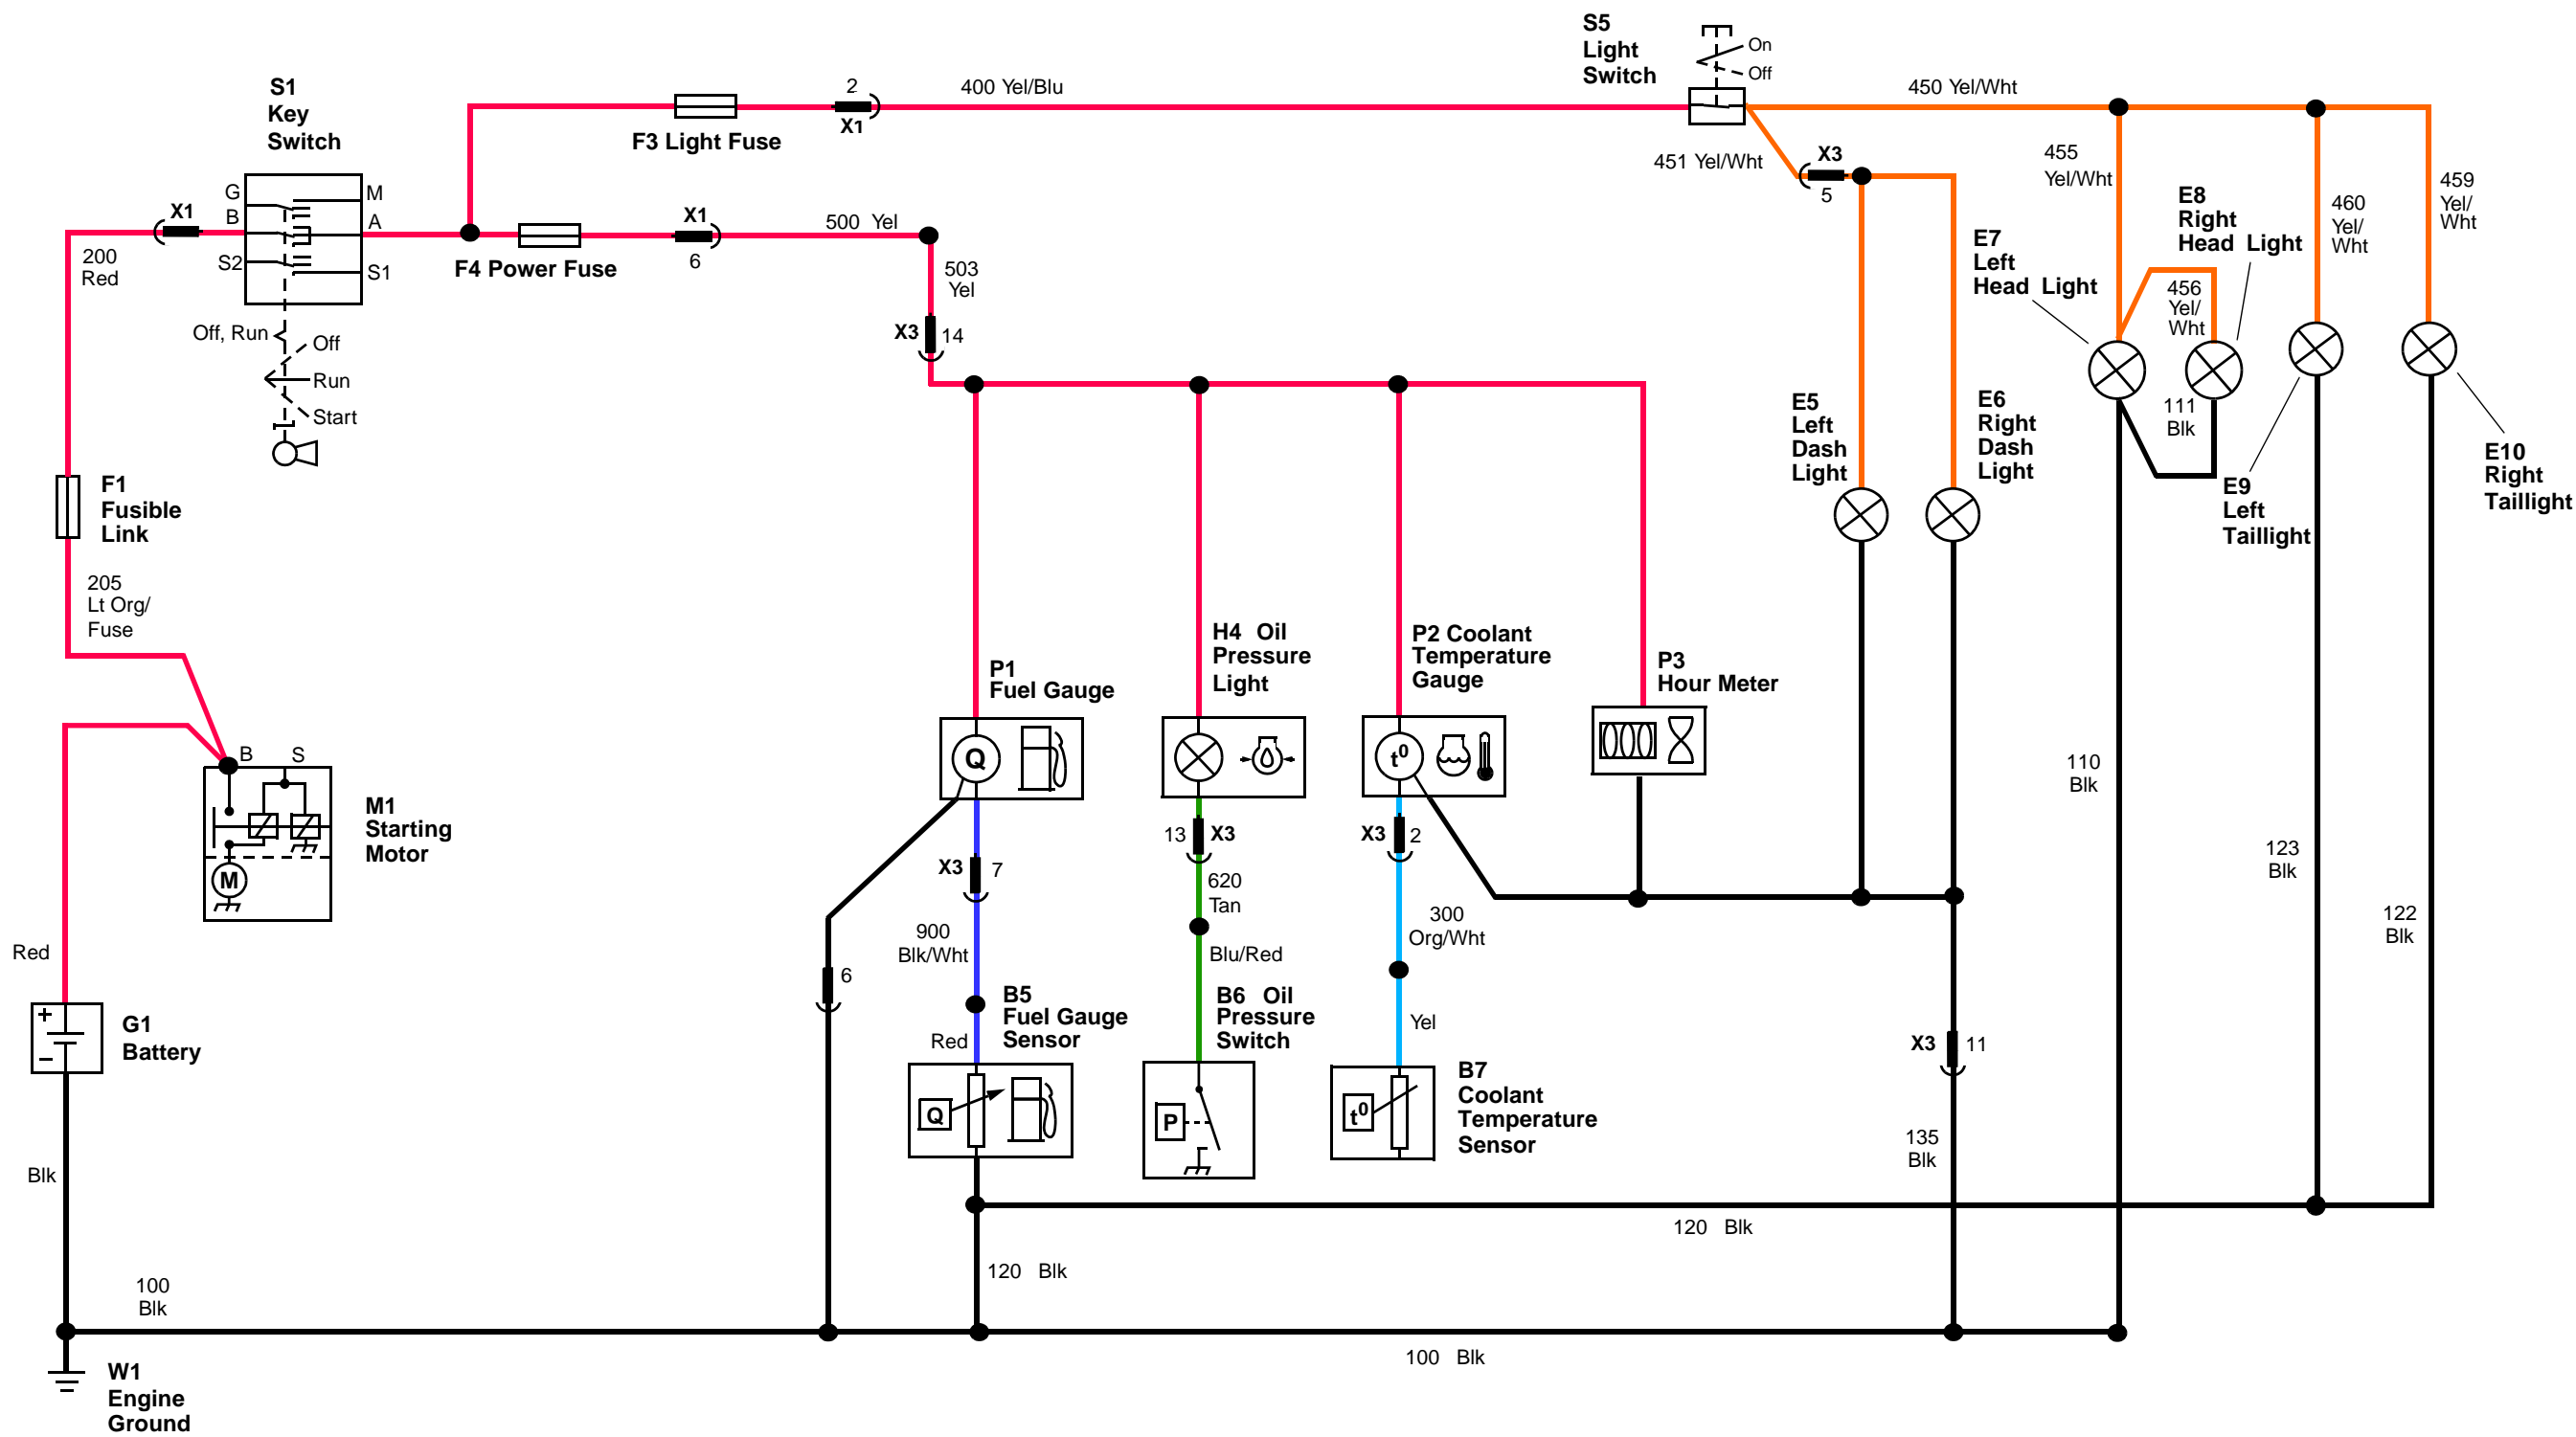 S5
Light
Switch
On
Off
S1
Key
Switch
2
X1
400 Yel/Blu
F3 Light Fuse
450 Yel/Wht
451 Yel/Wht
X3
5
455
Yel/Wht
E8
Right
Head Light
460
Yel/
Wht
459
Yel/
Wht
G
B
S2
M
A
S1
X1
200
Red
F4 Power Fuse
X1
6
500 Yel
503
Yel
X3
14
E7
Left
Head Light
456
Yel/
Wht
Off, Run
Off
Run
Start
111
Blk
E5
Left
Dash
Light
E6
Right
Dash
Light
E10
Right
Taillight
E9
Left
Taillight
F1
Fusible
Link
205
Lt Org/
Fuse
P1
Fuel Gauge
H4 Oil
Pressure
Light
P2 Coolant
Temperature
Gauge
P3
Hour Meter
B
S
M
M1
Starting
Motor
Q
t0
110
Blk
X3
7
13
X3
X3
2
620
Tan
123
Blk
122
Blk
900
Blk/Wht
300
Org/Wht
Blu/Red
Red
6
+
−
G1
Battery
B5
Fuel Gauge
Sensor
Red
B6 Oil
Pressure
Switch
Yel
X3
11
Q
P
t0
B7
Coolant
Temperature
Sensor
135
Blk
Blk
120 Blk
120 Blk
100
Blk
100 Blk
W1
Engine
Ground